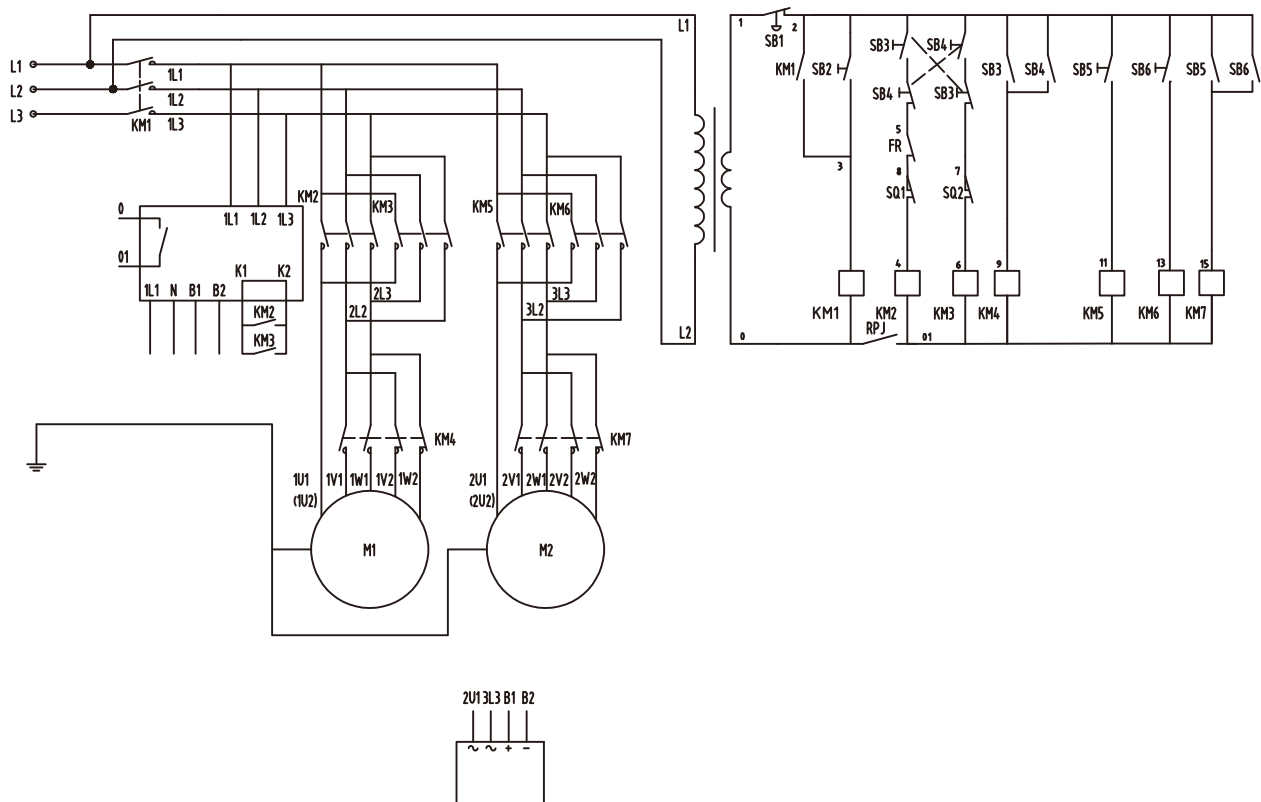 L1
1
2
SB1
L1
L2
L3
KM1
1L1
1L2
1L3
KM1
SB2
SB3
SB4
SB4
SB3
SB3
SB4
SB5
SB6
SB5
SB6
5
FR
3
8
7
SQ1
SQ2
KM2
KM3
KM5
KM6
0
01
1L1
1L2
1L3
K1
K2
1L1
N
B1
B2
KM2
KM3
2L3
2L2
3L3
3L2
4
6
9
11
13
15
KM1
KM2
KM3
KM4
KM5
KM6
KM7
RPJ
L2
0
01
KM4
KM7
1U1
(1U2)
1V1
1W1
1V2
1W2
2U1
(2U2)
2V1
2W1
2V2
2W2
M1
M2
2U1 3L3 B1 B2
~ ~ + −